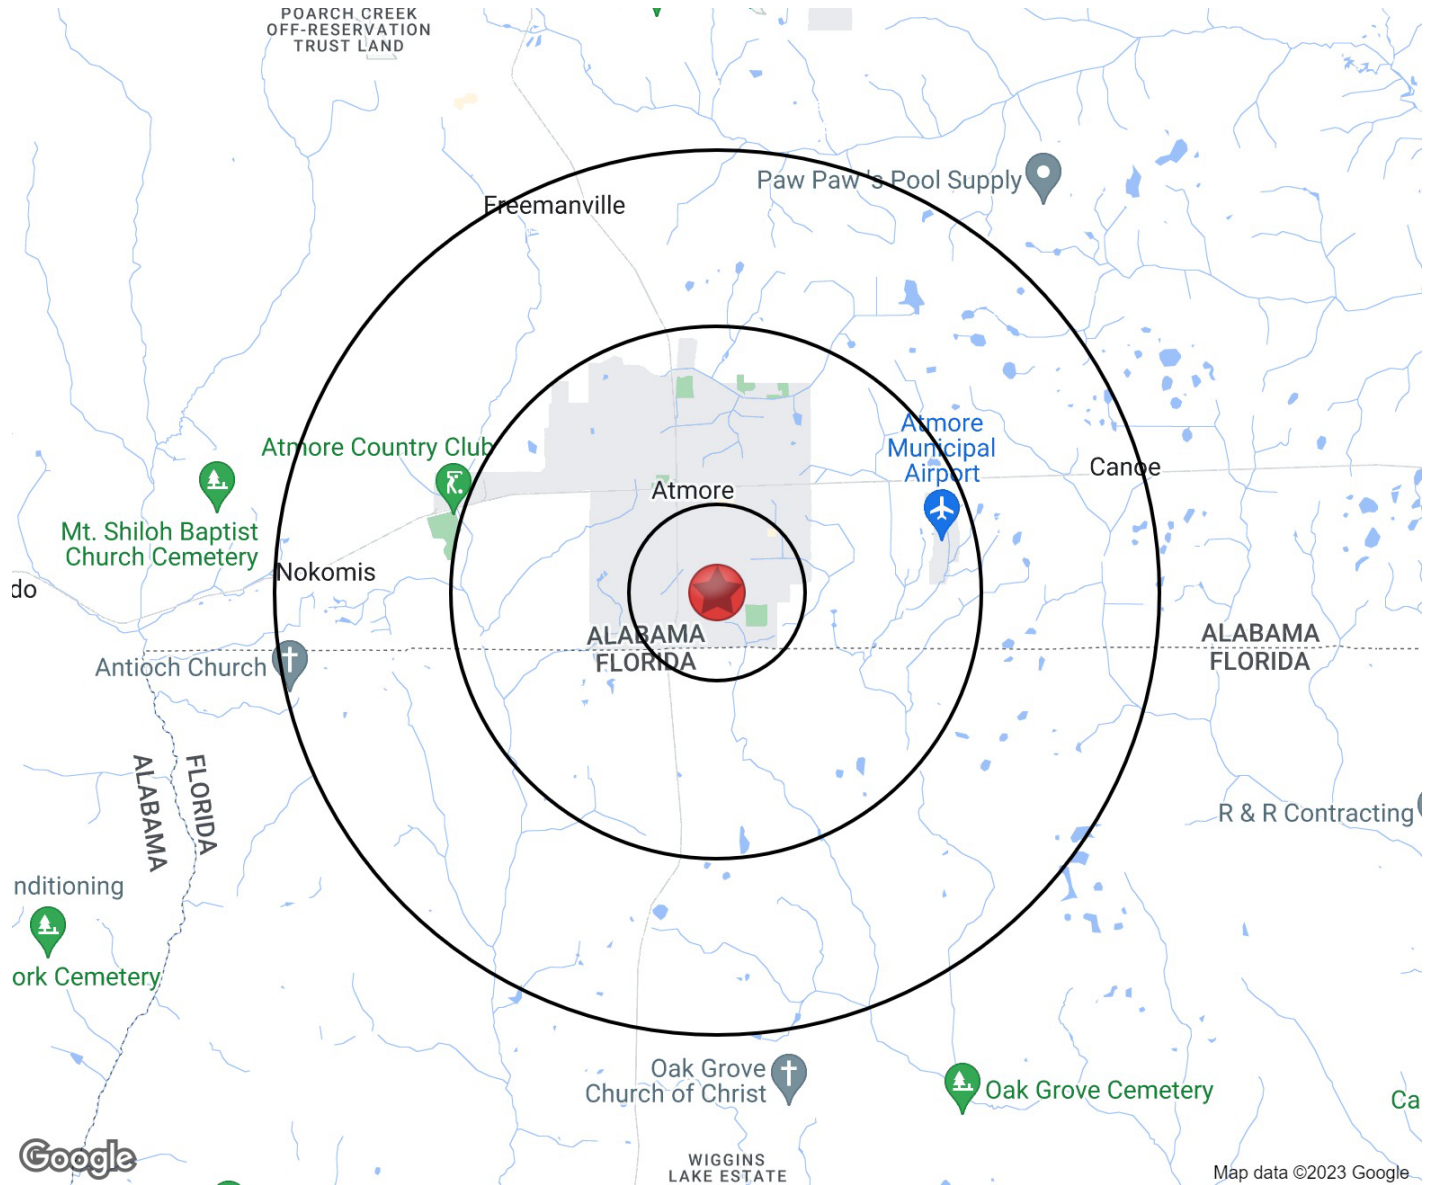 POARCH CREEK
OFF-RESERVATION
TRUST LAND
Paw Paw 's Pool Supply
Freemanville
Atmore Country Club
Atmore
Municipal
Airport
Canoe
Atmore
Mt. Shiloh Baptist
Church Cemetery
Nokomis
do
ALABAMA
FLORIDA
ALABAMA
FLORIDA
Antioch Church
FLORIDA
ALABAMA
R & R Contracting
nditioning
ork Cemetery
Oak Grove
Church of Christ
Oak Grove Cemetery
Ca
WIGGINS
LAKE ESTATE
Google
Map data ©2023 Google